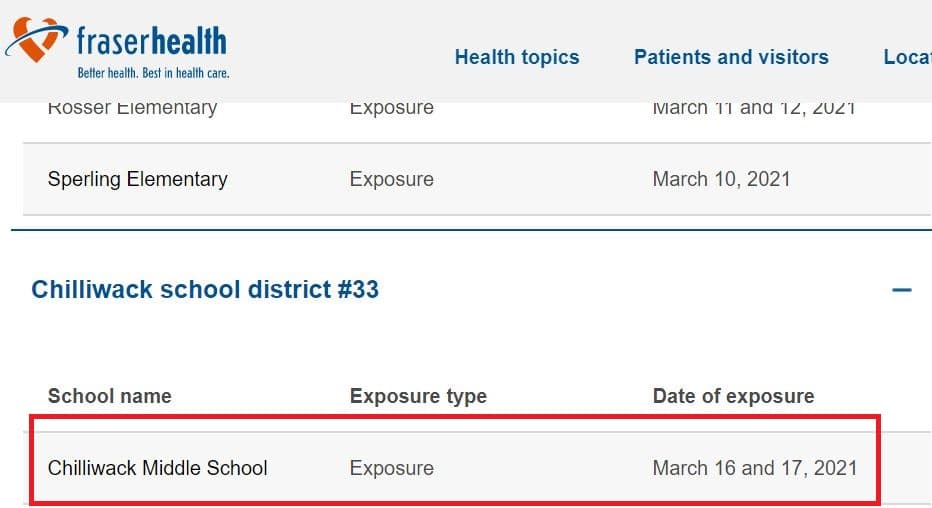 fraserhealth
Better health. Best in health care.
Health topics Patients and visitors Loca
Rosser Elementary Exposure March 11 and 12, 2021
Sperling Elementary Exposure March 10, 2021
Chilliwack school district #33
School name Exposure type Date of exposure
Chilliwack Middle School Exposure March 16 and 17, 2021